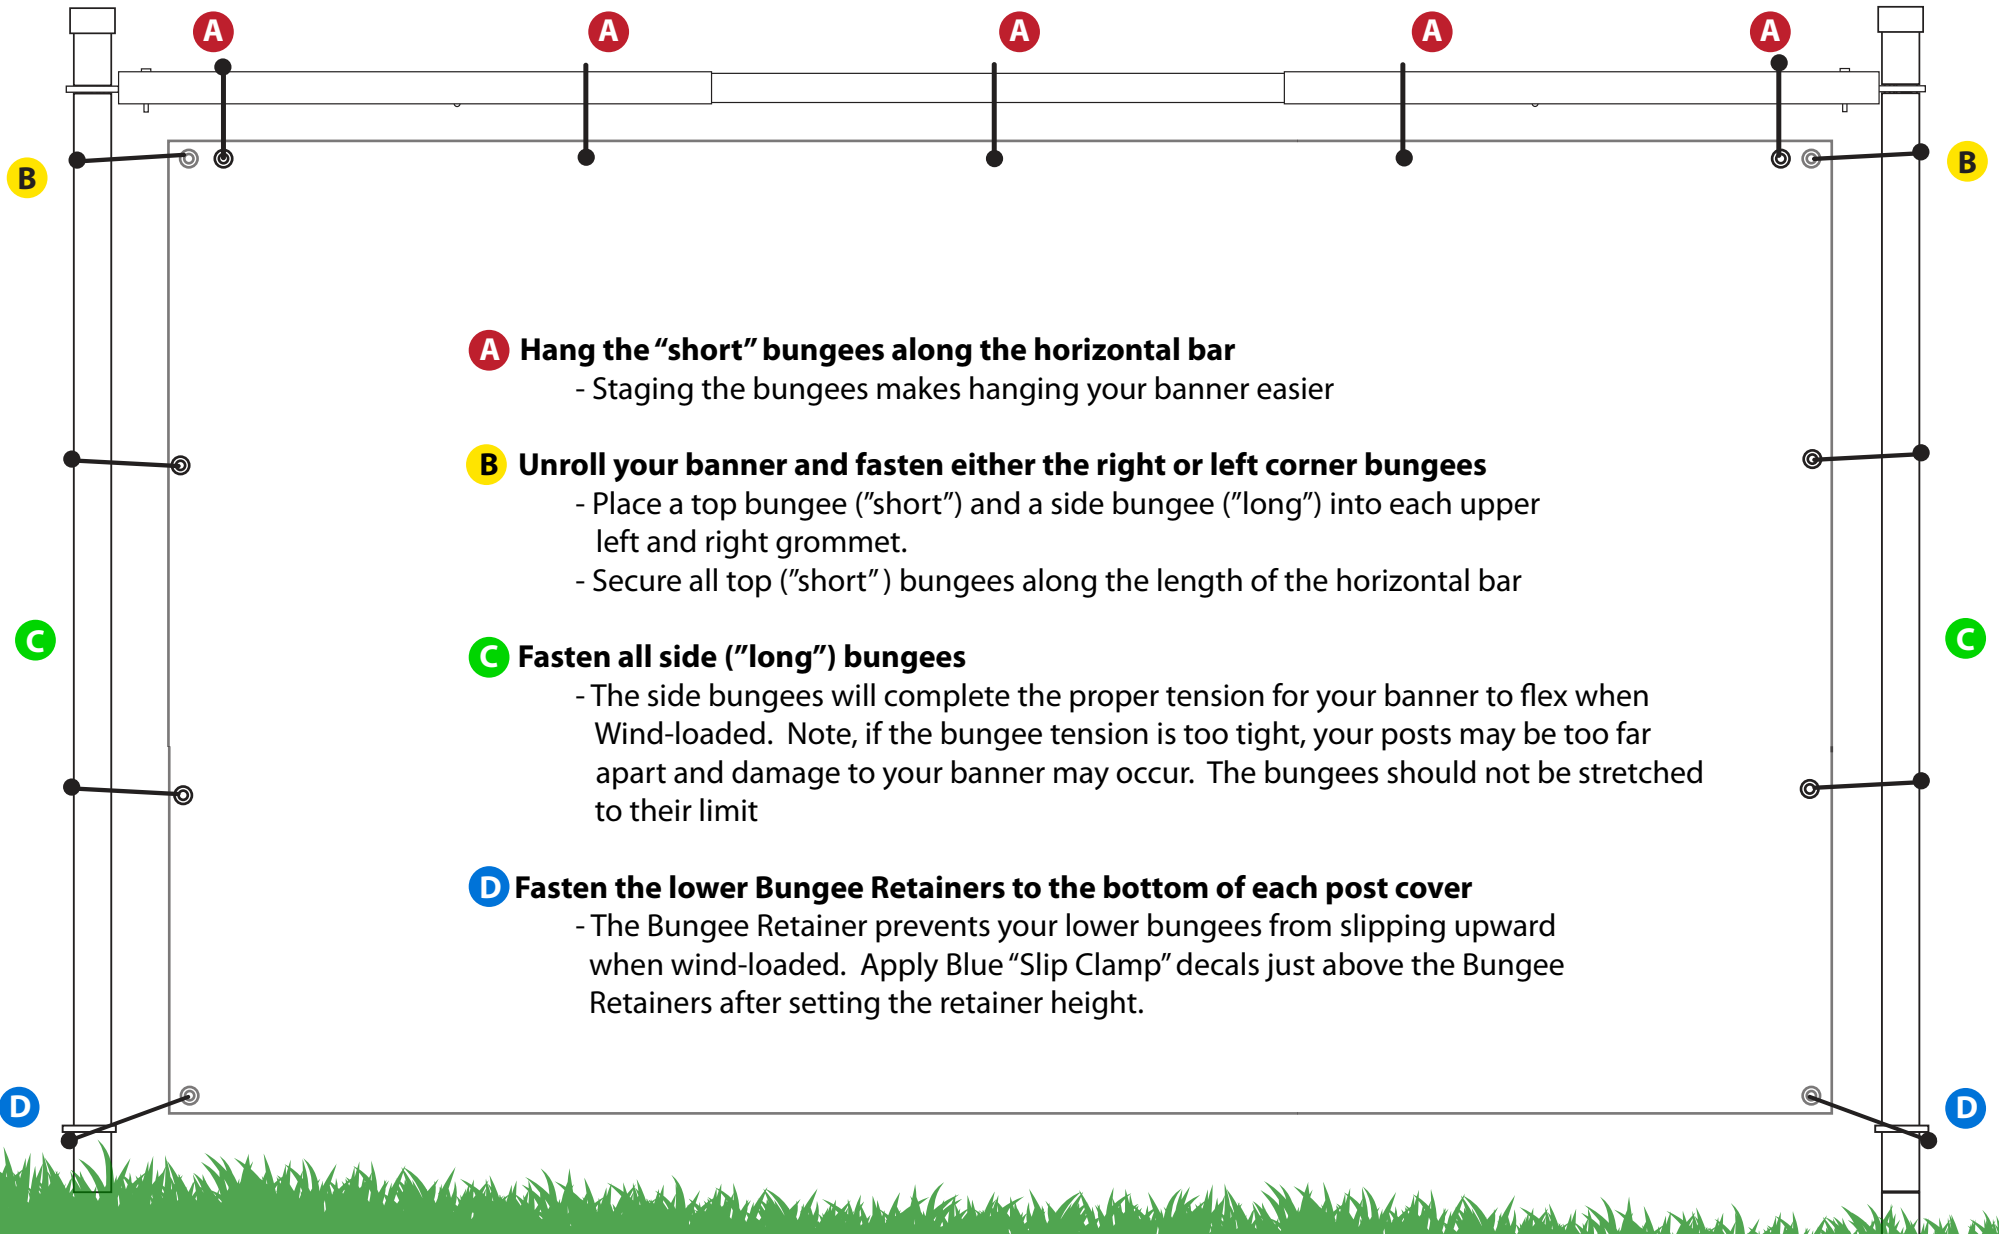 A A A A A
B B
A Hang the “short” bungees along the horizontal bar
- Staging the bungees makes hanging your banner easier
B Unroll your banner and fasten either the right or left corner bungees
- Place a top bungee (”short”) and a side bungee (”long”) into each upper
left and right grommet.
- Secure all top (”short” ) bungees along the length of the horizontal bar
C C
C Fasten all side (”long”) bungees
- The side bungees will complete the proper tension for your banner to flex when
Wind-loaded. Note, if the bungee tension is too tight, your posts may be too far
apart and damage to your banner may occur. The bungees should not be stretched
to their limit
D Fasten the lower Bungee Retainers to the bottom of each post cover
- The Bungee Retainer prevents your lower bungees from slipping upward
when wind-loaded. Apply Blue “Slip Clamp” decals just above the Bungee
Retainers after setting the retainer height.
D D